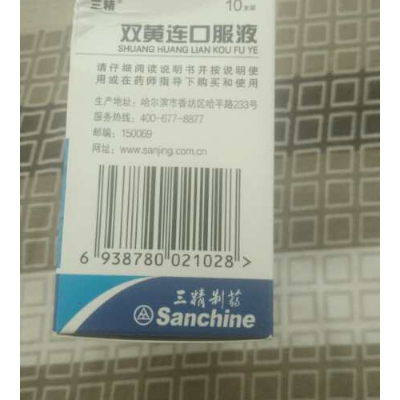 三精® 10支装
双黄连口服液
SHUANG HUANG LIAN KOU FU YE
请仔细阅读说明书并按说明使
用或在药师指导下购买和使用
生产地址：哈尔滨市香坊区哈平路233号
服务热线：400-677-8877
邮编：150069
网址：www.sanjing.com.cn
6 938780 021028 >
三精制药
Sanchine